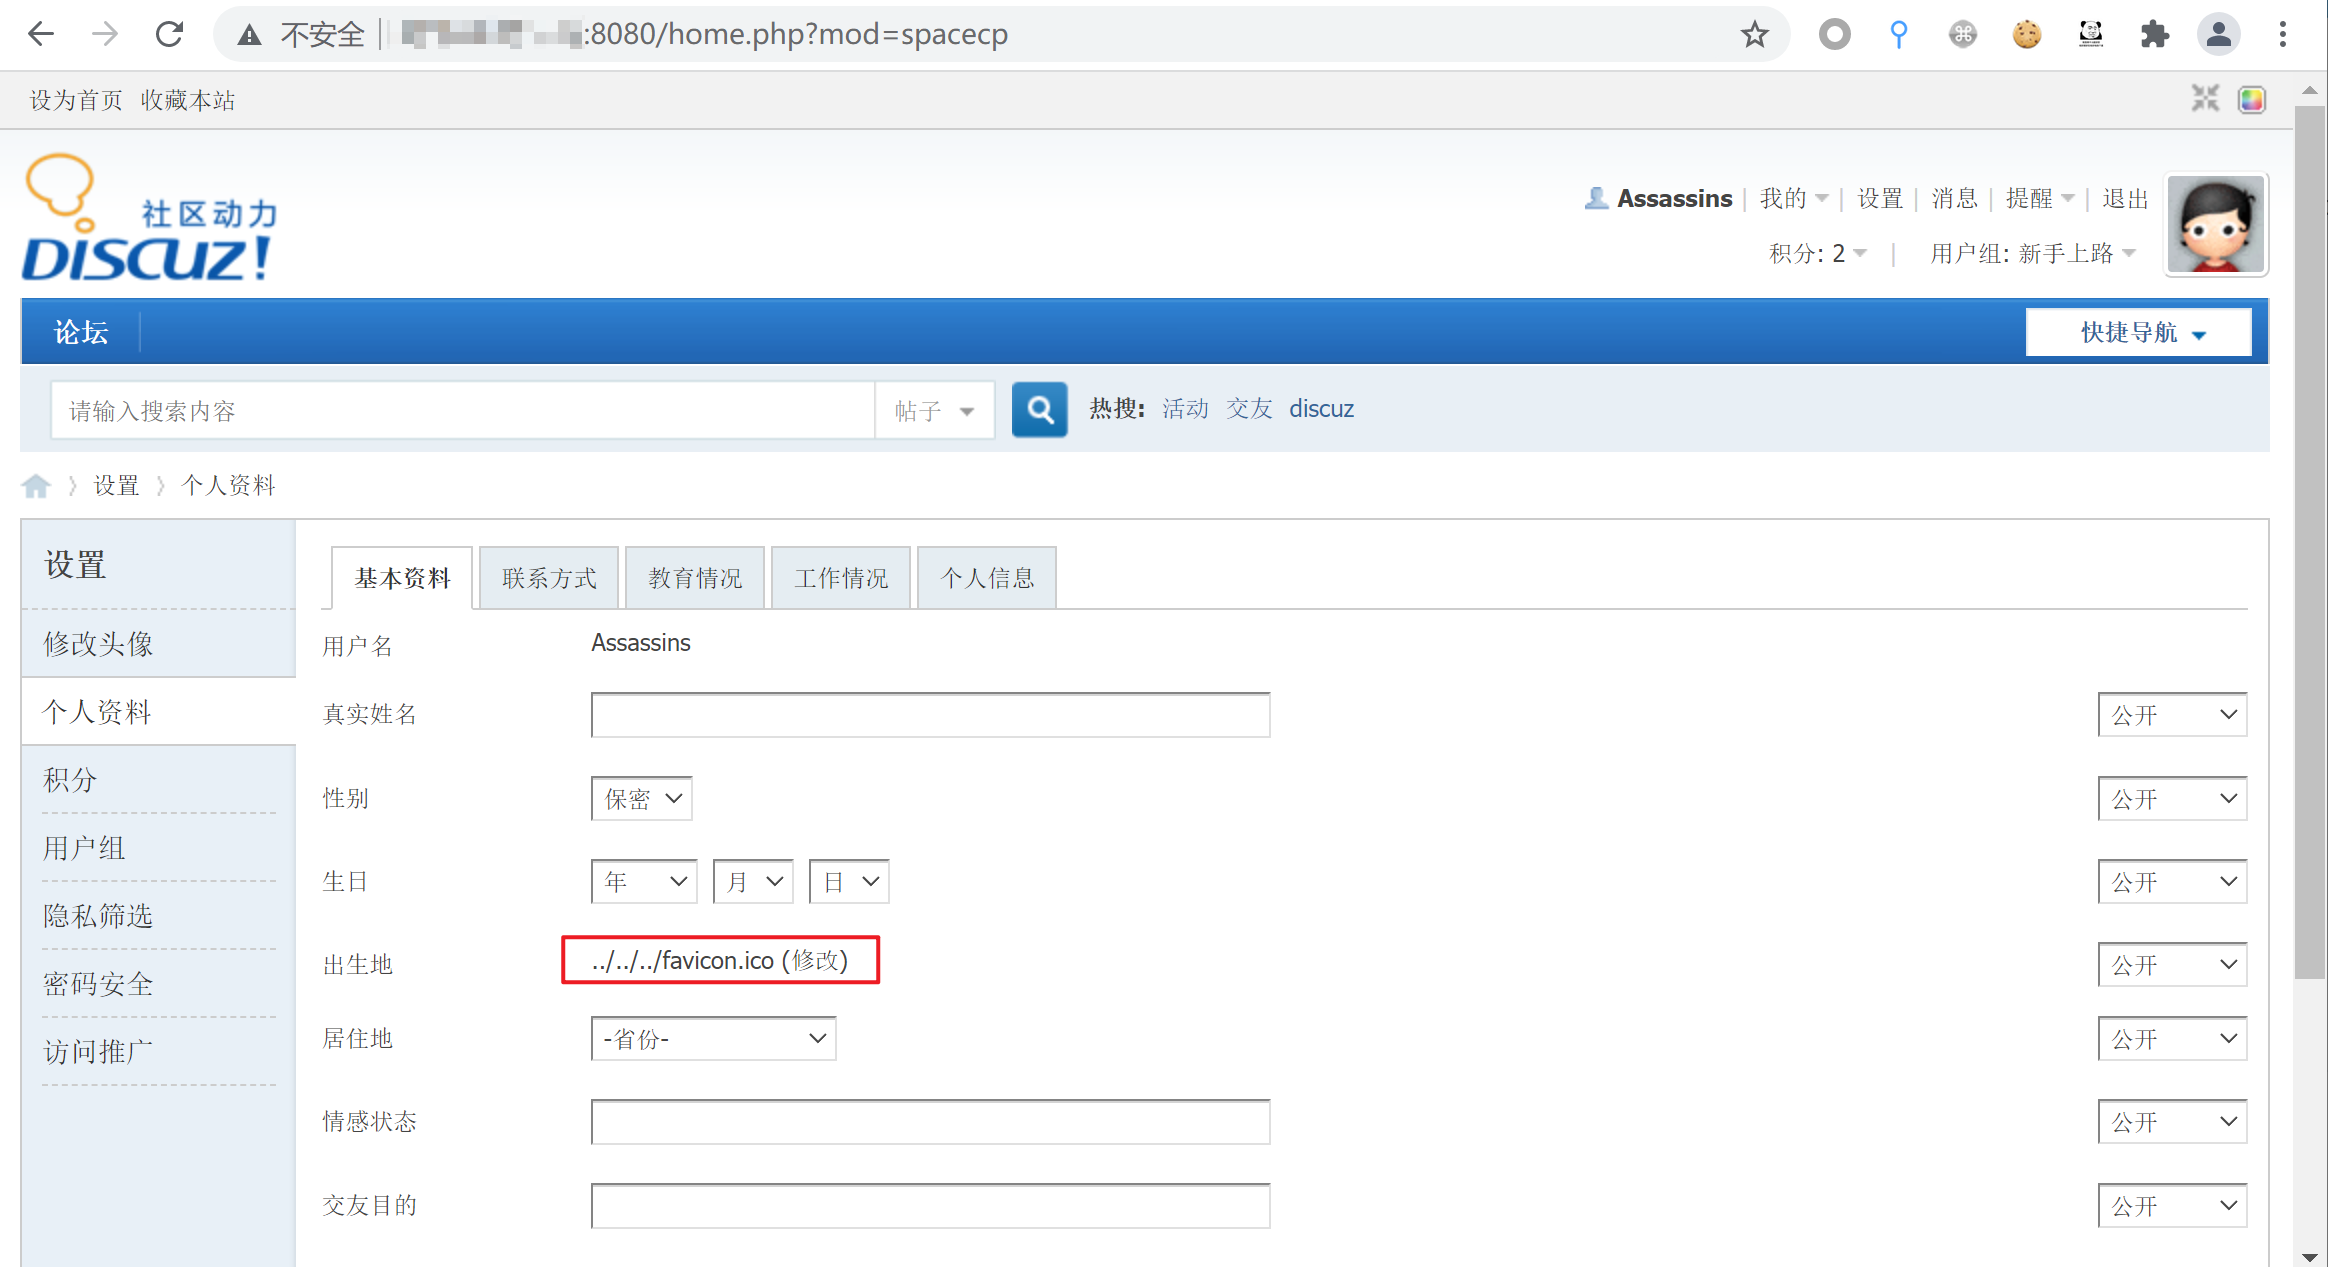 不安全 :8080/home.php?mod=spacecp
设为首页 收藏本站
社区动力
DISCUZ!
Assassins 我的 设置 消息 提醒 退出
积分: 2 用户组: 新手上路
论坛 快捷导航
请输入搜索内容 帖子 热搜: 活动 交友 discuz
设置 个人资料
设置
修改头像
个人资料
积分
用户组
隐私筛选
密码安全
访问推广
基本资料 联系方式 教育情况 工作情况 个人信息
用户名 Assassins
真实姓名 公开
性别 保密 公开
生日 年 月 日 公开
出生地 ../../../favicon.ico (修改) 公开
居住地 -省份- 公开
情感状态 公开
交友目的 公开